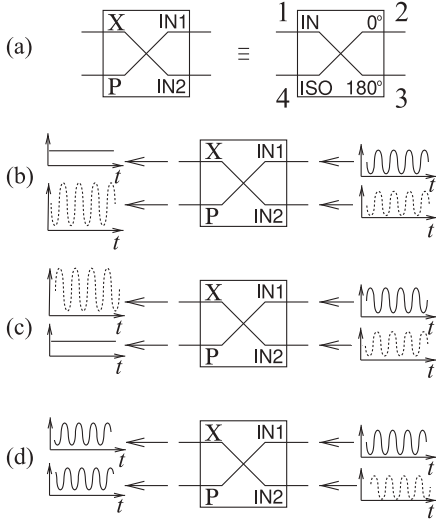 (a) X IN1 ≡ 1 IN 0° 2
P IN2 4 ISO 180° 3
(b) t X IN1 t
t P IN2 t
(c) t X IN1 t
t P IN2 t
(d) t X IN1 t
t P IN2 t